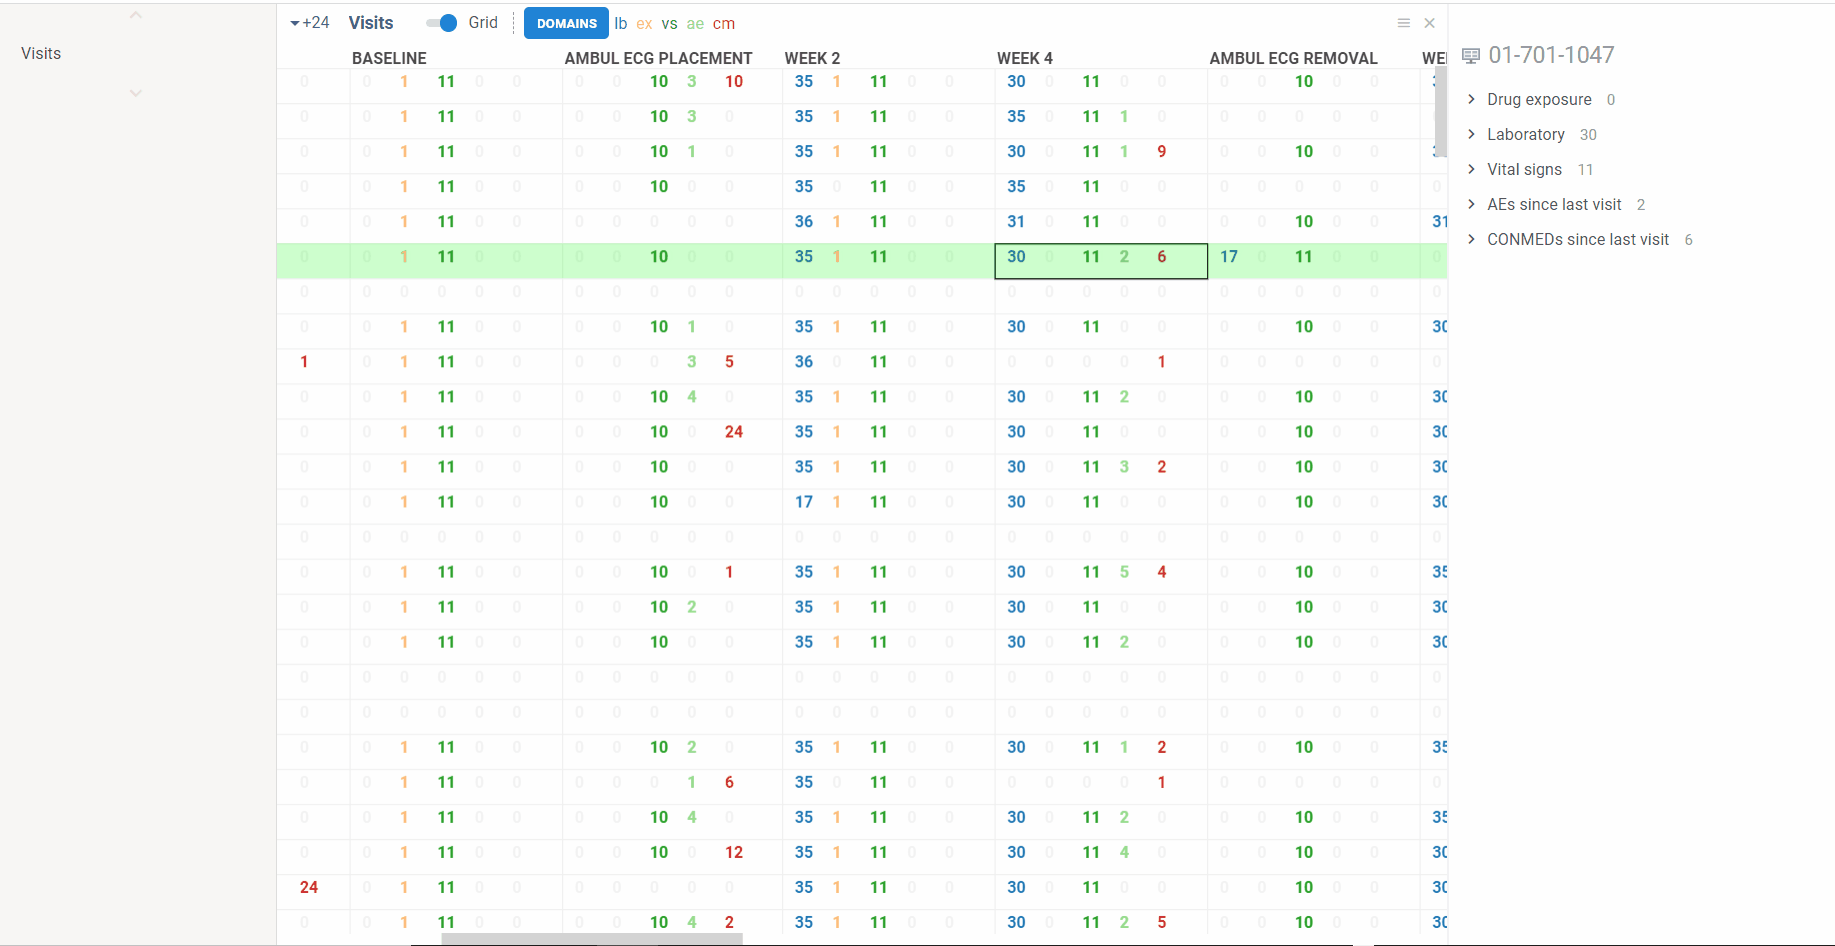 Visits
+24 Visits Grid DOMAINS lb ex vs ae cm
BASELINE AMBUL ECG PLACEMENT WEEK 2 WEEK 4 AMBUL ECG REMOVAL
0 0 1 11 0 0 0 0 10 3 10 35 1 11 0 0 30 0 11 0 0 0 0 10 0 0
0 0 1 11 0 0 0 0 10 3 0 35 1 11 0 0 35 0 11 1 0 0 0 0 0 0
0 0 1 11 0 0 0 0 10 1 0 35 1 11 0 0 30 0 11 1 9 0 0 10 0 0
0 0 1 11 0 0 0 0 10 0 0 35 0 11 0 0 35 0 11 0 0 0 0 0 0 0 0
0 0 1 11 0 0 0 0 0 0 0 36 1 11 0 0 31 0 11 0 0 0 0 10 0 0 31
0 0 1 11 0 0 0 0 10 0 0 35 1 11 0 0 30 0 11 2 6 17 0 11 0 0 0
0 0 0 0 0 0 0 0 0 0 0 0 0 0 0 0 0 0 0 0 0 0 0 0 0 0 0
0 0 1 11 0 0 0 0 10 1 0 35 1 11 0 0 30 0 11 0 0 0 0 10 0 0 30
1 0 1 11 0 0 0 0 0 3 5 36 0 11 0 0 0 0 0 0 1 0 0 0 0 0 0
0 0 1 11 0 0 0 0 10 4 0 35 1 11 0 0 30 0 11 2 0 0 0 10 0 0 30
0 0 1 11 0 0 0 0 10 0 24 35 1 11 0 0 30 0 11 0 0 0 0 10 0 0 30
0 0 1 11 0 0 0 0 10 0 0 35 1 11 0 0 30 0 11 3 2 0 0 10 0 0 30
0 0 1 11 0 0 0 0 10 0 0 17 1 11 0 0 30 0 11 0 0 0 0 10 0 0 30
0 0 0 0 0 0 0 0 0 0 0 0 0 0 0 0 0 0 0 0 0 0 0 0 0 0 0
0 0 1 11 0 0 0 0 10 0 1 35 1 11 0 0 30 0 11 5 4 0 0 10 0 0 35
0 0 1 11 0 0 0 0 10 2 0 35 1 11 0 0 30 0 11 0 0 0 0 10 0 0 30
0 0 1 11 0 0 0 0 10 0 0 35 1 11 0 0 30 0 11 2 0 0 0 10 0 0 30
0 0 0 0 0 0 0 0 0 0 0 0 0 0 0 0 0 0 0 0 0 0 0 0 0 0 0
0 0 0 0 0 0 0 0 0 0 0 0 0 0 0 0 0 0 0 0 0 0 0 0 0 0 0
0 0 1 11 0 0 0 0 10 2 0 35 1 11 0 0 30 0 11 1 2 0 0 10 0 0 35
0 0 1 11 0 0 0 0 0 1 6 35 0 11 0 0 0 0 0 0 1 0 0 0 0 0 0
0 0 1 11 0 0 0 0 10 4 0 35 1 11 0 0 30 0 11 2 0 0 0 10 0 0 35
0 0 1 11 0 0 0 0 10 0 12 35 1 11 0 0 30 0 11 4 0 0 0 10 0 0 30
24 0 1 11 0 0 0 0 0 0 0 35 1 11 0 0 30 0 11 0 0 0 0 10 0 0 30
0 0 1 11 0 0 0 0 10 4 2 35 1 11 0 0 30 0 11 2 5 0 0 10 0 0 30
01-701-1047
Drug exposure 0
Laboratory 30
Vital signs 11
AEs since last visit 2
CONMEDs since last visit 6